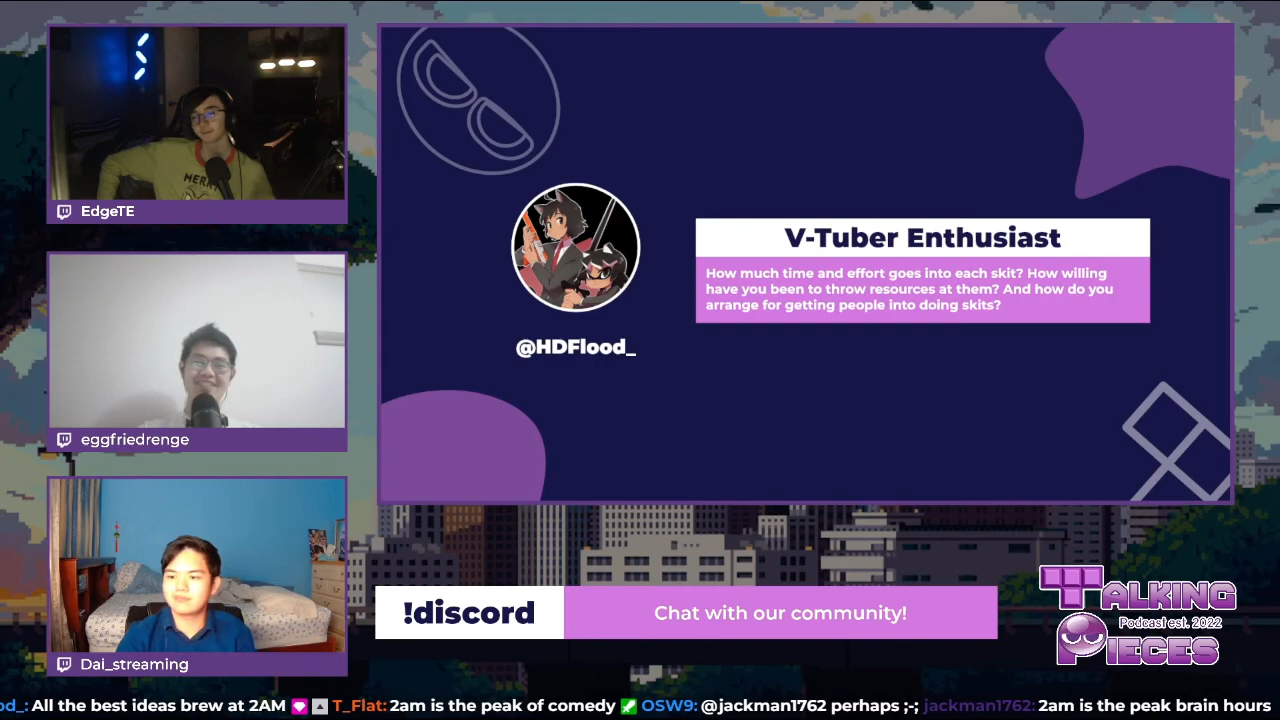 MERRY
EdgeTE
eggfriedrenge
Dai_streaming
@HDFlood_
V-Tuber Enthusiast
How much time and effort goes into each skit? How willing
have you been to throw resources at them? And how do you
arrange for getting people into doing skits?
!discord
Chat with our community!
TALKING
Podcast est. 2022
PIECES
od_: All the best ideas brew at 2AM T_Flat: 2am is the peak of comedy OSW9: @jackman1762 perhaps ;-; jackman1762: 2am is the peak brain hours